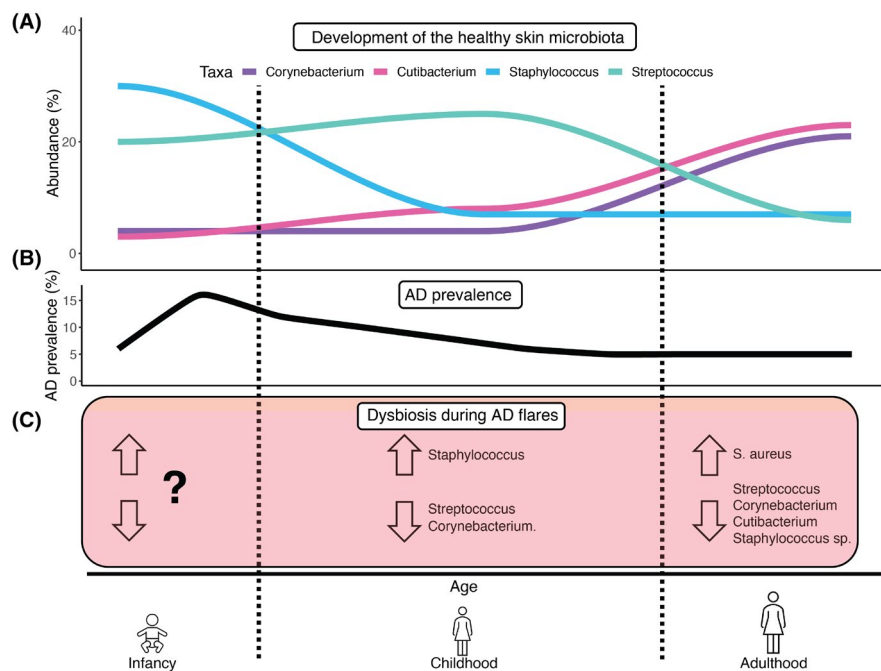 (A)
Development of the healthy skin microbiota
Taxa Corynebacterium Cutibacterium Staphylococcus Streptococcus
Abundance (%)
40
20
0
(B)
AD prevalence
AD prevalence (%)
15
10
5
0
(C)
Dysbiosis during AD flares
?
Staphylococcus
Streptococcus
Corynebacterium.
S. aureus
Streptococcus
Corynebacterium
Cutibacterium
Staphylococcus sp.
Age
Infancy Childhood Adulthood